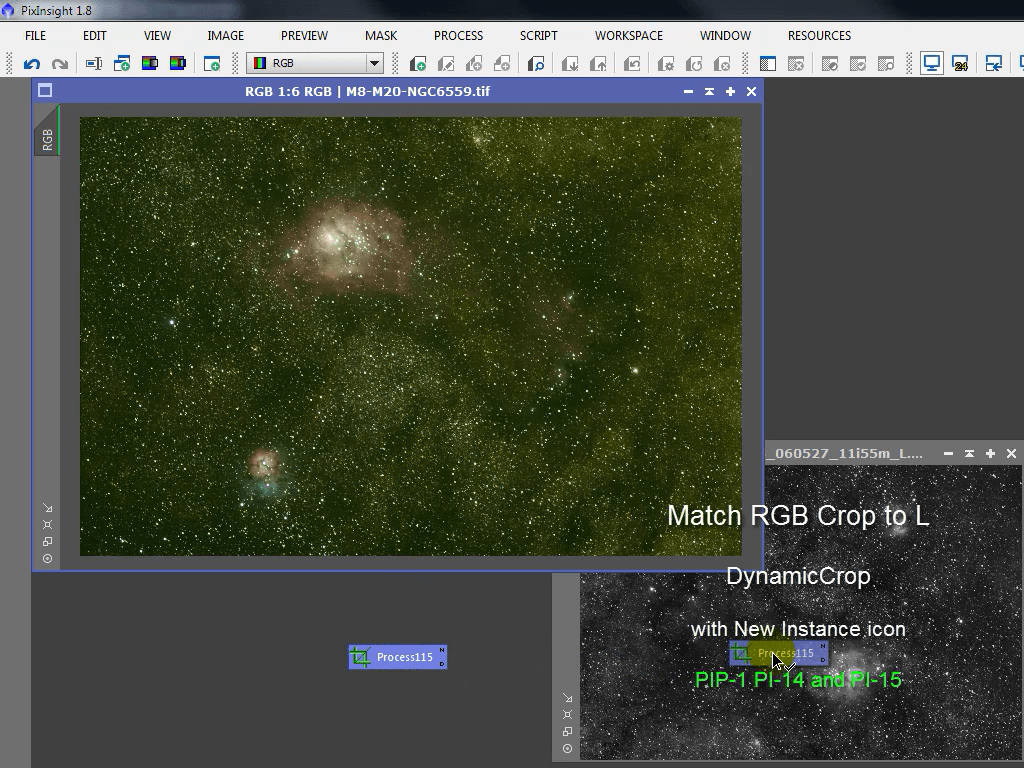 PixInsight 1.8
FILE EDIT VIEW IMAGE PREVIEW MASK PROCESS SCRIPT WORKSPACE WINDOW RESOURCES
RGB
24
RGB 1:6 RGB | M8-M20-NGC6559.tif
RGB
_060527_11i55m_L....
Match RGB Crop to L
DynamicCrop
with New Instance icon
Process115 N D
Process115 N D
PIP-1 PI-14 and PI-15